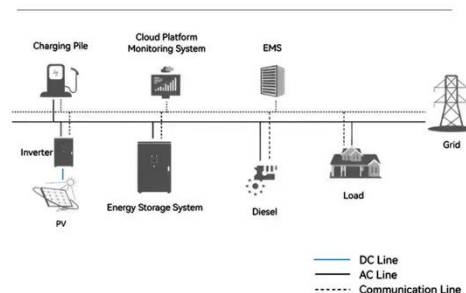 Charging Pile
Cloud Platform
Monitoring System
EMS
Grid
Inverter
PV
Energy Storage System
Diesel
Load
DC Line
AC Line
Communication Line